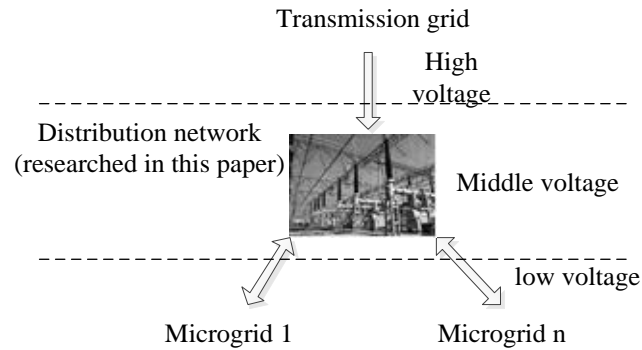 Transmission grid
High
voltage
Distribution network
(researched in this paper)
Middle voltage
low voltage
Microgrid 1
Microgrid n